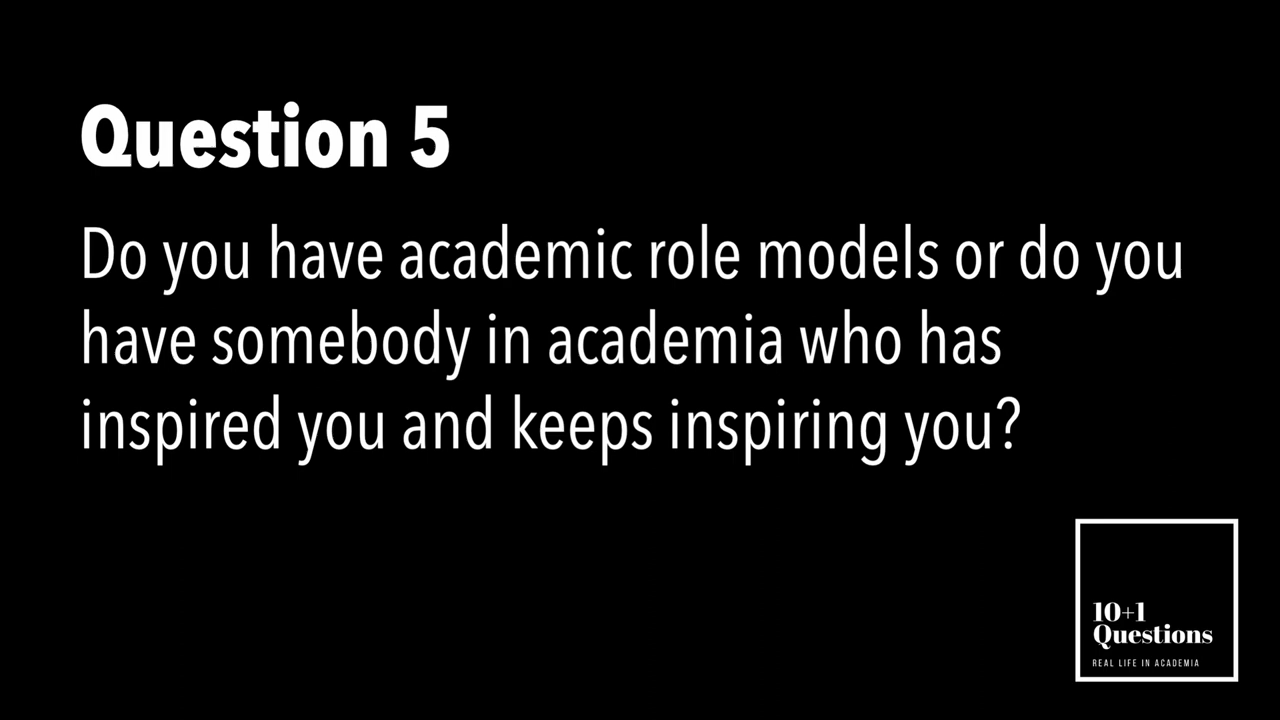 Question 5
Do you have academic role models or do you
have somebody in academia who has
inspired you and keeps inspiring you?
10+1
Questions
REAL LIFE IN ACADEMIA